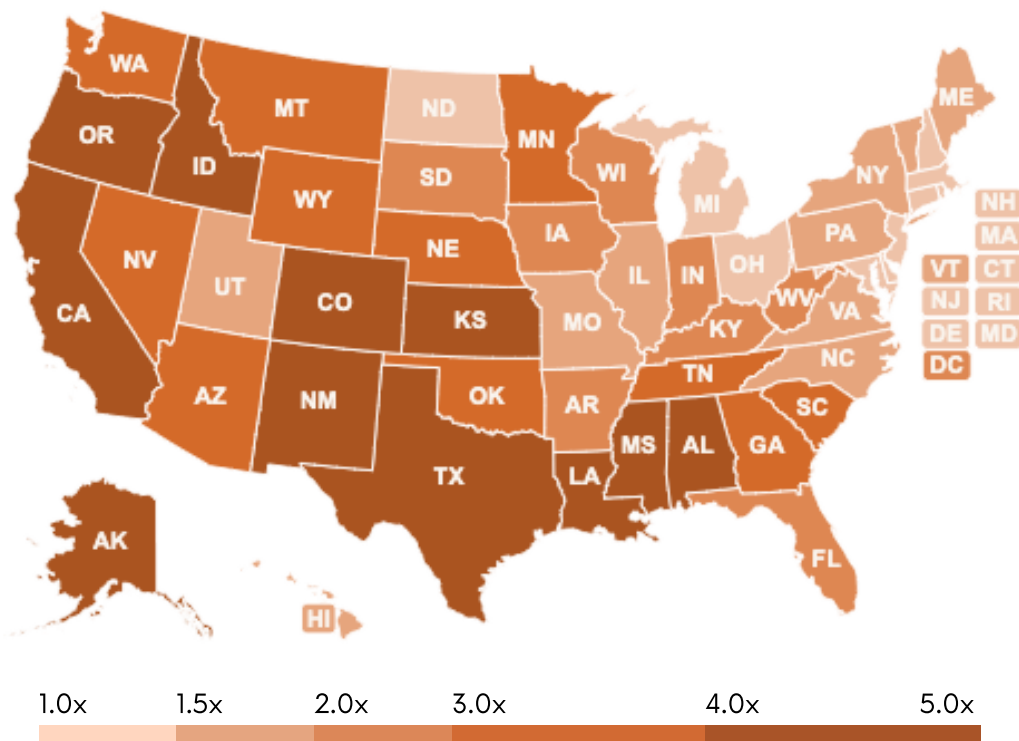 WA
MT
ND
MN
ME
OR
ID
SD
WI
NY
WY
MI
NH
NE
IA
PA
MA
NV
UT
CO
IL
IN
OH
VT
CT
WV
CA
KS
MO
KY
VA
NJ
RI
DE
MD
NC
DC
AZ
NM
OK
TN
AR
SC
MS
AL
GA
TX
LA
FL
AK
HI
1.0x 1.5x 2.0x 3.0x 4.0x 5.0x